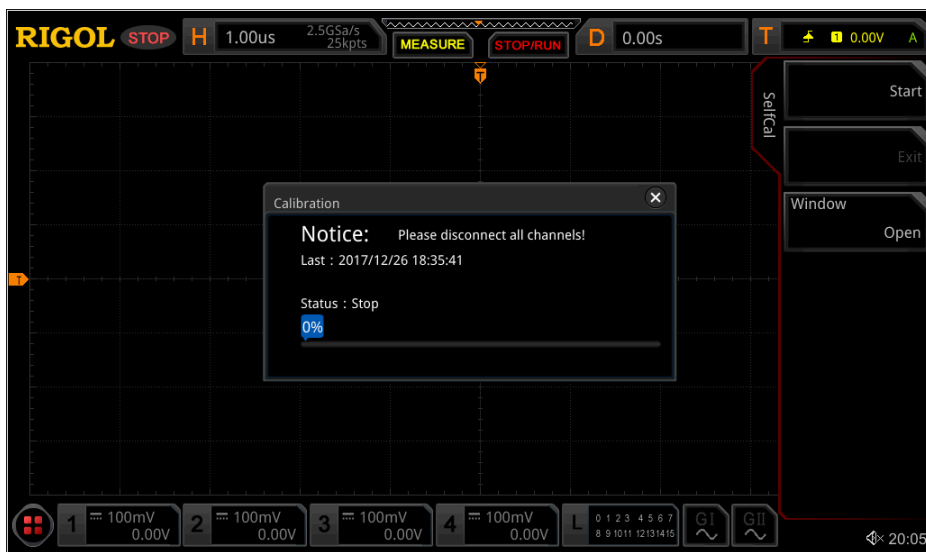 RIGOL STOP H 1.00us 2.5GSa/s 25kpts MEASURE STOP/RUN D 0.00s T 1 0.00V A
T
SelfCal
Start
Exit
Window
Open
Calibration
Notice: Please disconnect all channels!
Last : 2017/12/26 18:35:41
Status : Stop
0%
T
1 100mV 0.00V
2 100mV 0.00V
3 100mV 0.00V
4 100mV 0.00V
L 0 1 2 3 4 5 6 7
8 9 10 11 12 13 14 15
GI
GII
20:05